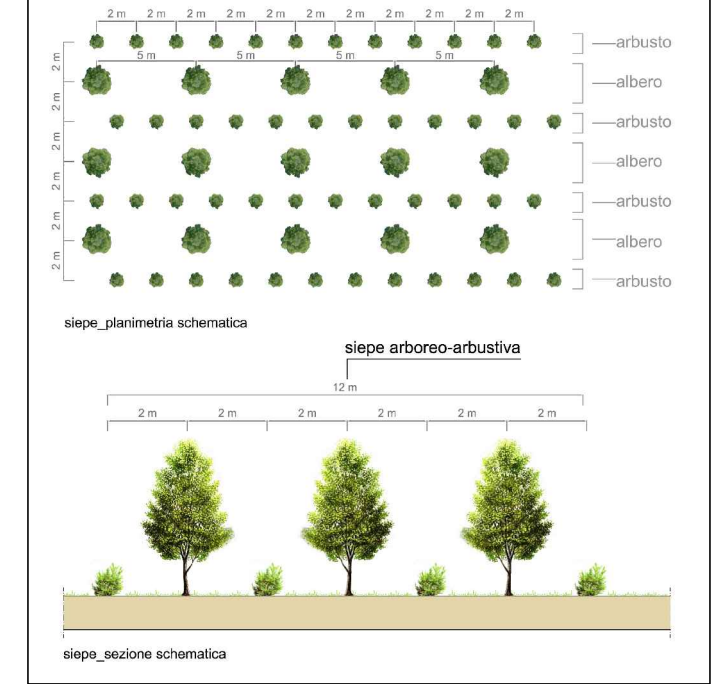 2 m 2 m 2 m 2 m 2 m 2 m 2 m 2 m 2 m 2 m 2 m
arbusto
5 m 5 m 5 m 5 m
2 m
albero
2 m
arbusto
2 m
albero
2 m
arbusto
2 m
albero
2 m
arbusto
siepe_planimetria schematica
siepe arboreo-arbustiva
12 m
2 m 2 m 2 m 2 m 2 m 2 m
siepe_sezione schematica